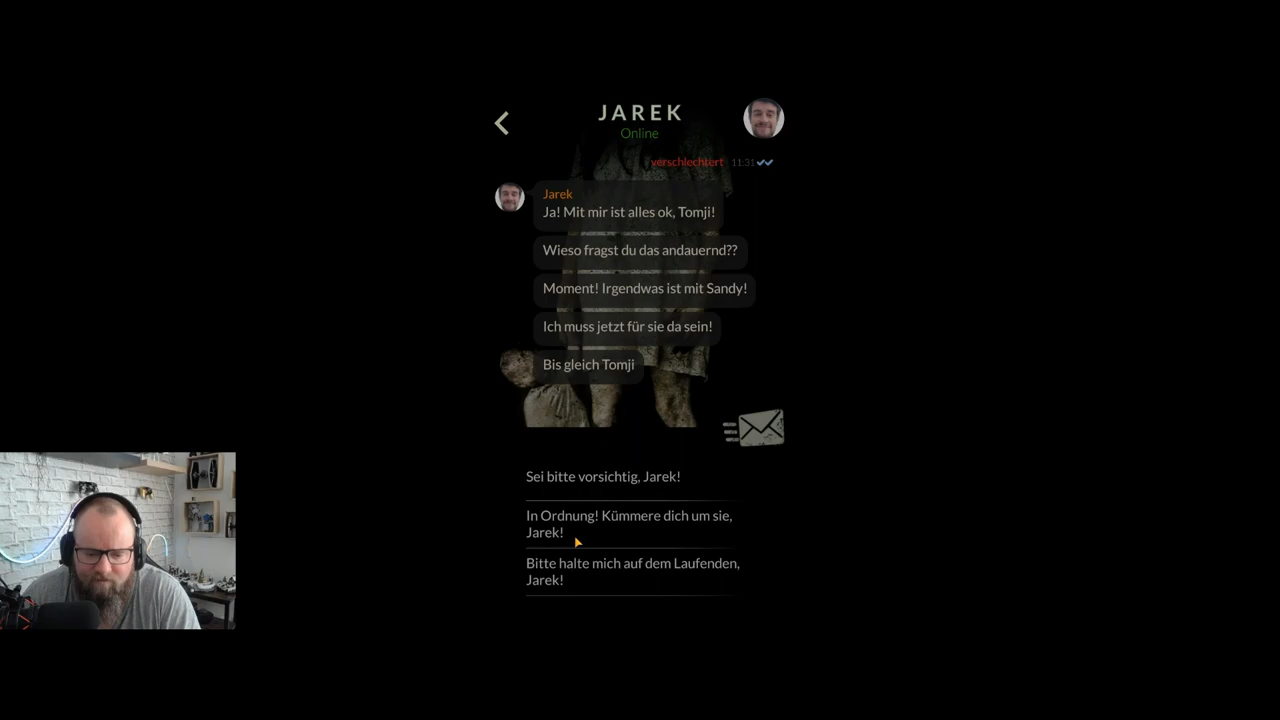 JAREK
Online
verschlechtert 11:31
Jarek
Ja! Mit mir ist alles ok, Tomji!
Wieso fragst du das andauernd??
Moment! Irgendwas ist mit Sandy!
Ich muss jetzt für sie da sein!
Bis gleich Tomji
Sei bitte vorsichtig, Jarek!
In Ordnung! Kümmere dich um sie,
Jarek!
Bitte halte mich auf dem Laufenden,
Jarek!